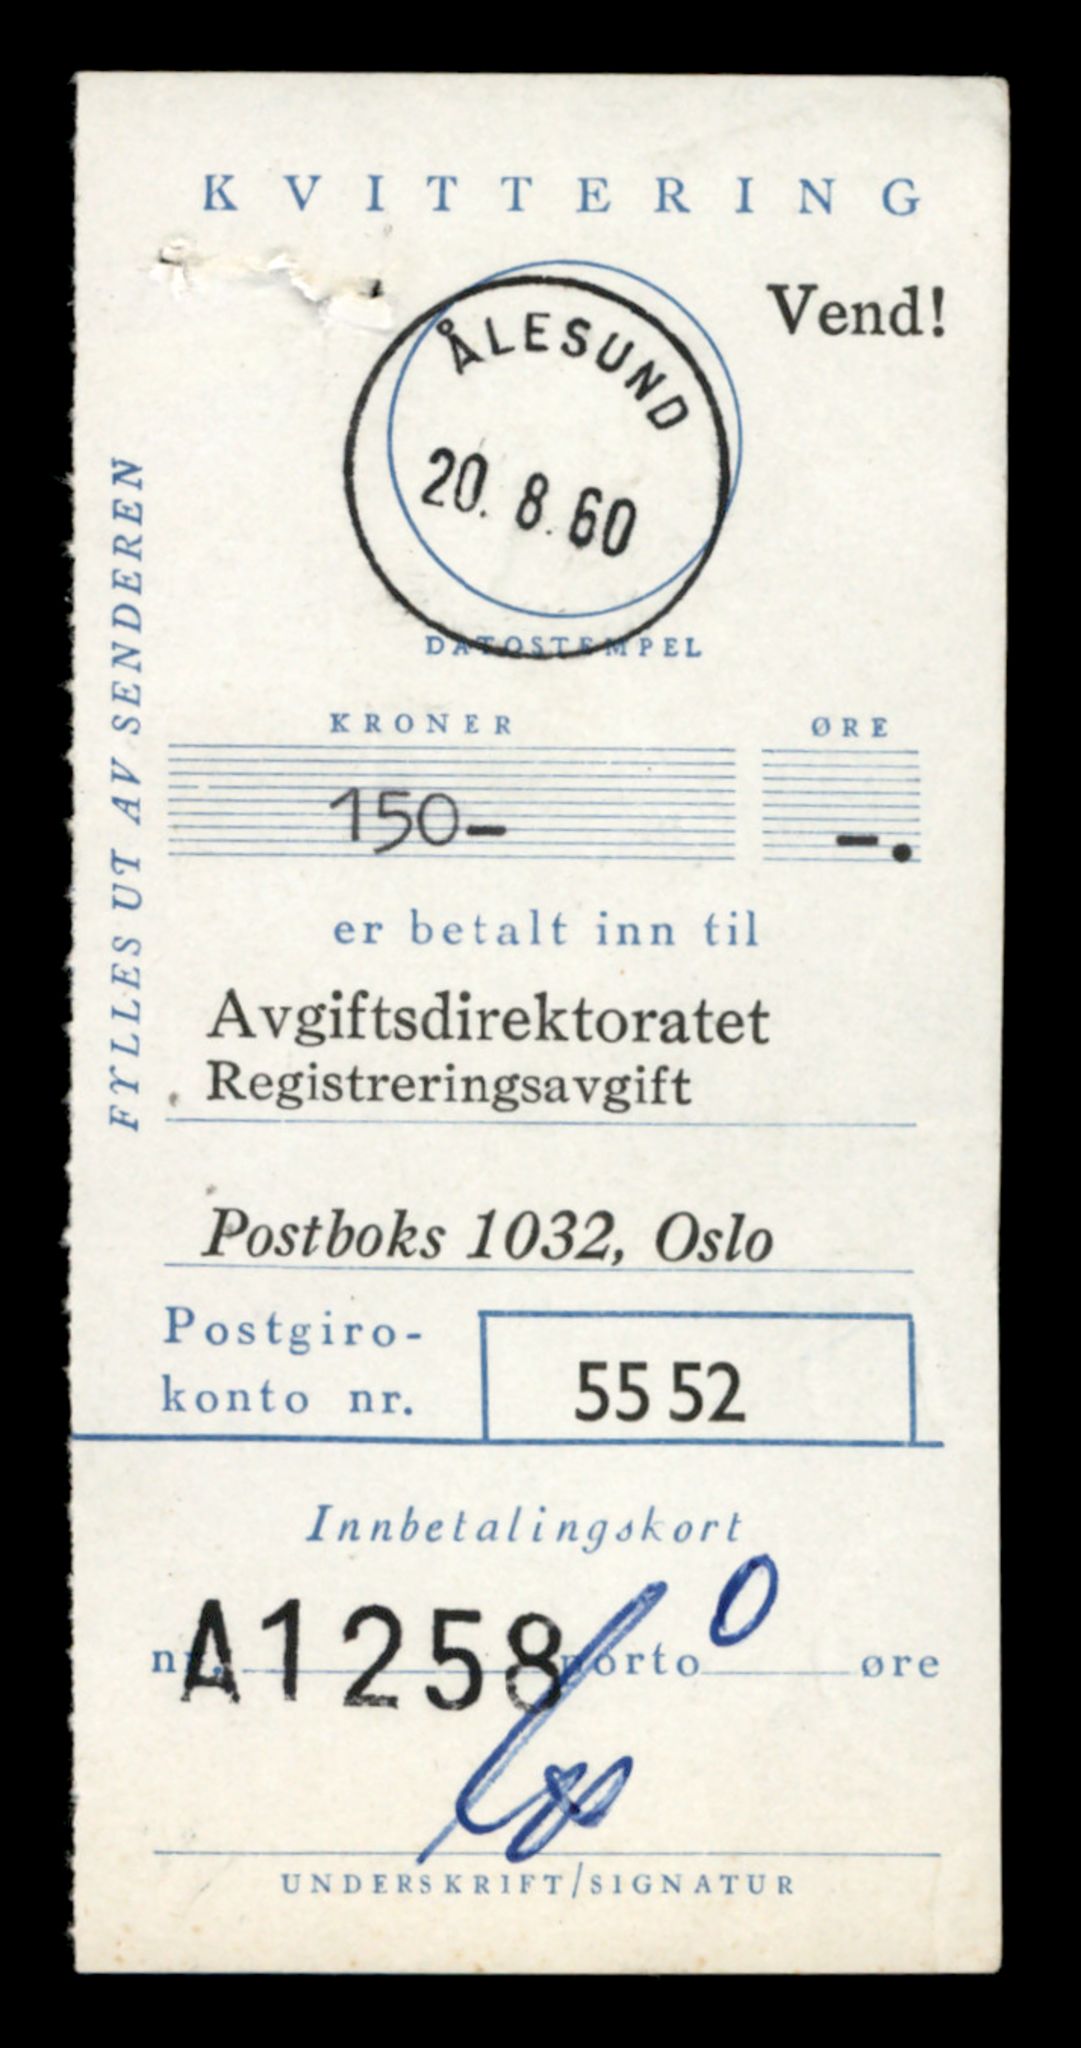 KVITTERING
Vend!
ÅLESUND
20.8.60
DATOSTEMPEL
FYLLES UT AV SENDEREN
KRONER ØRE
150- -.
er betalt inn til
Avgiftsdirektoratet
Registreringsavgift
Postboks 1032, Oslo
Postgiro-
konto nr. 55 52
Innbetalingskort
nr. A1258 porto 0 øre
UNDERSKRIFT/SIGNATUR